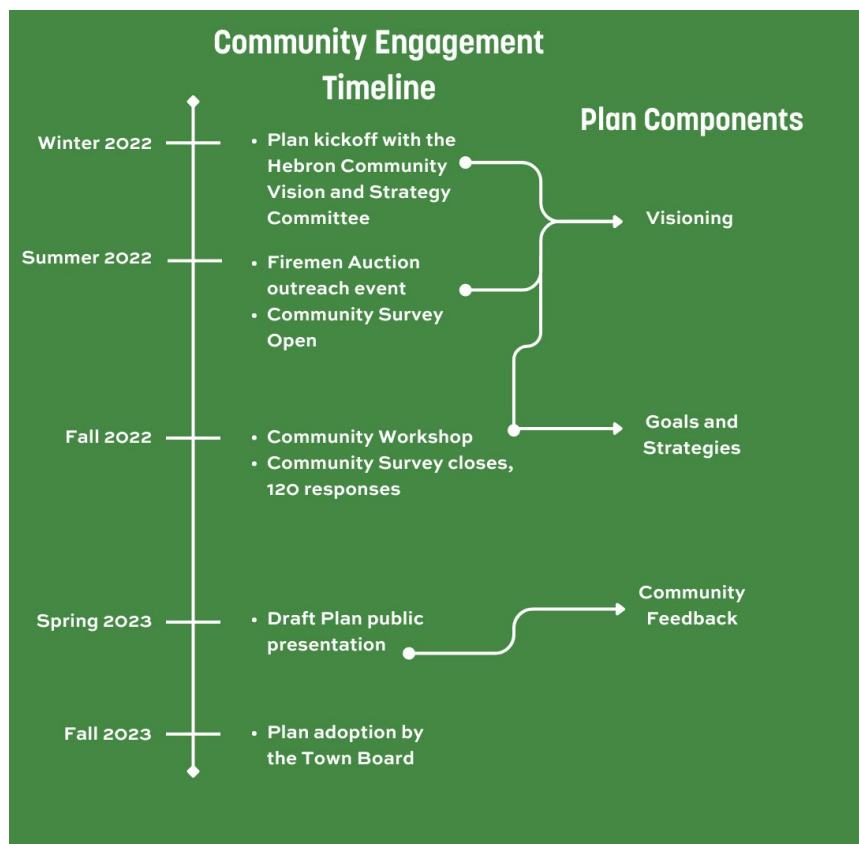 Community Engagement
Timeline
Plan Components
Winter 2022
• Plan kickoff with the
Hebron Community
Vision and Strategy
Committee
Visioning
Summer 2022
• Firemen Auction
outreach event
• Community Survey
Open
Fall 2022
• Community Workshop
• Community Survey closes,
120 responses
Goals and
Strategies
Spring 2023
• Draft Plan public
presentation
Community
Feedback
Fall 2023
• Plan adoption by
the Town Board